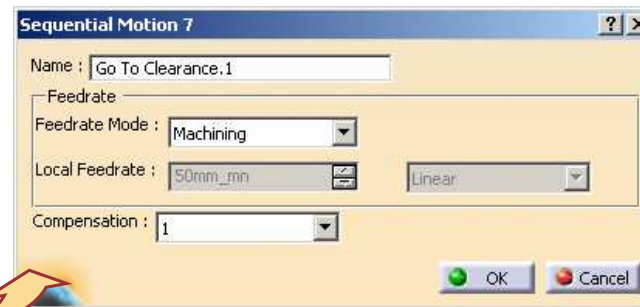 Sequential Motion 7
Name : Go To Clearance.1
Feedrate
Feedrate Mode : Machining
Local Feedrate : 50mm_mn Linear
Compensation : 1
OK Cancel